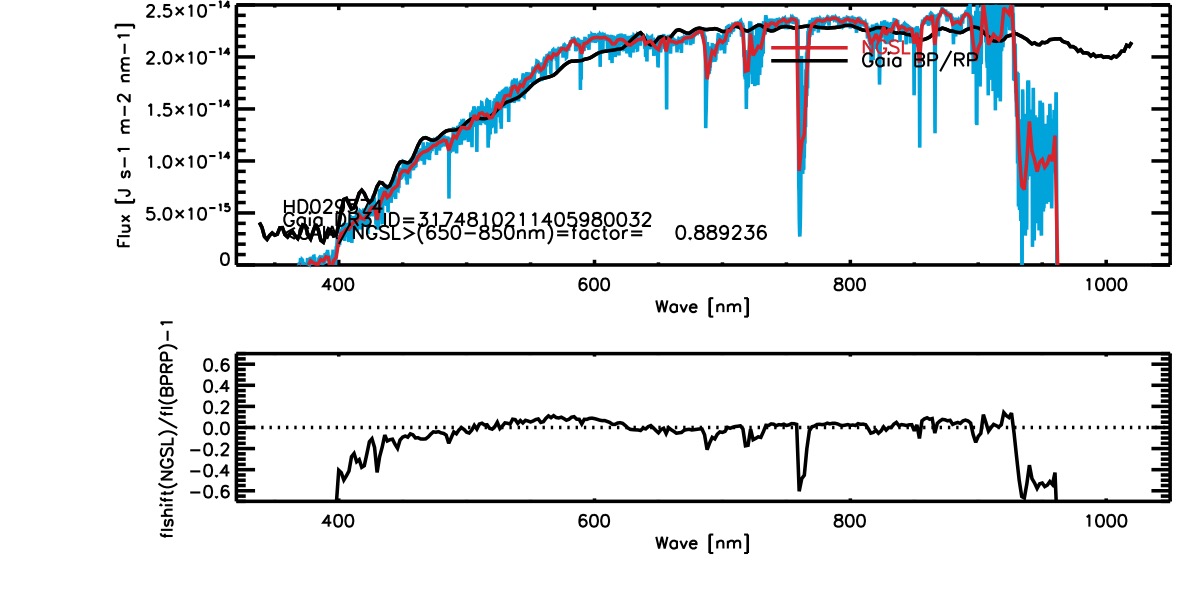 2.5×10−14
2.0×10−14
1.5×10−14
1.0×10−14
5.0×10−15
0
Flux [J s−1 m−2 nm−1]
NGSL
Gaia BP/RP
Gaia DR3 ID=3174810211405980032
NGSL>(650−850nm)=factor= 0.889236
400 600 800 1000
Wave [nm]
0.6
0.4
0.2
0.0
−0.2
−0.4
−0.6
flshift(NGSL)/fl(BPRP)−1
400 600 800 1000
Wave [nm]